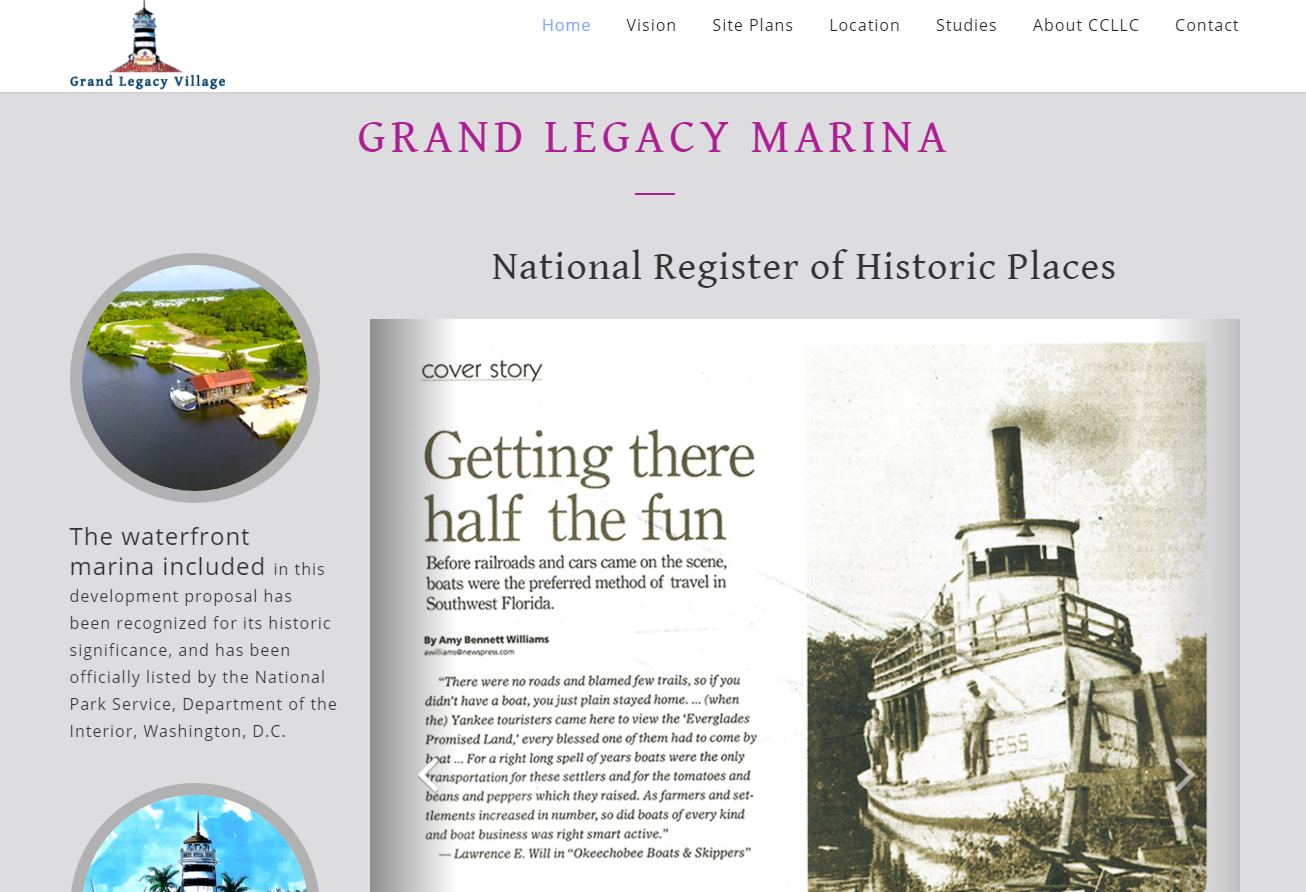 Grand Legacy Village
Home Vision Site Plans Location Studies About CCLLC Contact
GRAND LEGACY MARINA
National Register of Historic Places
The waterfront
marina included in this
development proposal has
been recognized for its historic
significance, and has been
officially listed by the National
Park Service, Department of the
Interior, Washington, D.C.
cover story
Getting there
half the fun
Before railroads and cars came on the scene,
boats were the preferred method of travel in
Southwest Florida.
By Amy Bennett Williams
awilliams@newspress.com
“There were no roads and blamed few trails, so if you
didn't have a boat, you just plain stayed home. ... (when
the) Yankee touristers came here to view the ‘Everglades
Promised Land,’ every blessed one of them had to come by
boat ... For a right long spell of years boats were the only
transportation for these settlers and for the tomatoes and
beans and peppers which they raised. As farmers and set-
tlements increased in number, so did boats of every kind
and boat business was right smart active.”
— Lawrence E. Will in “Okeechobee Boats & Skippers”
CESS